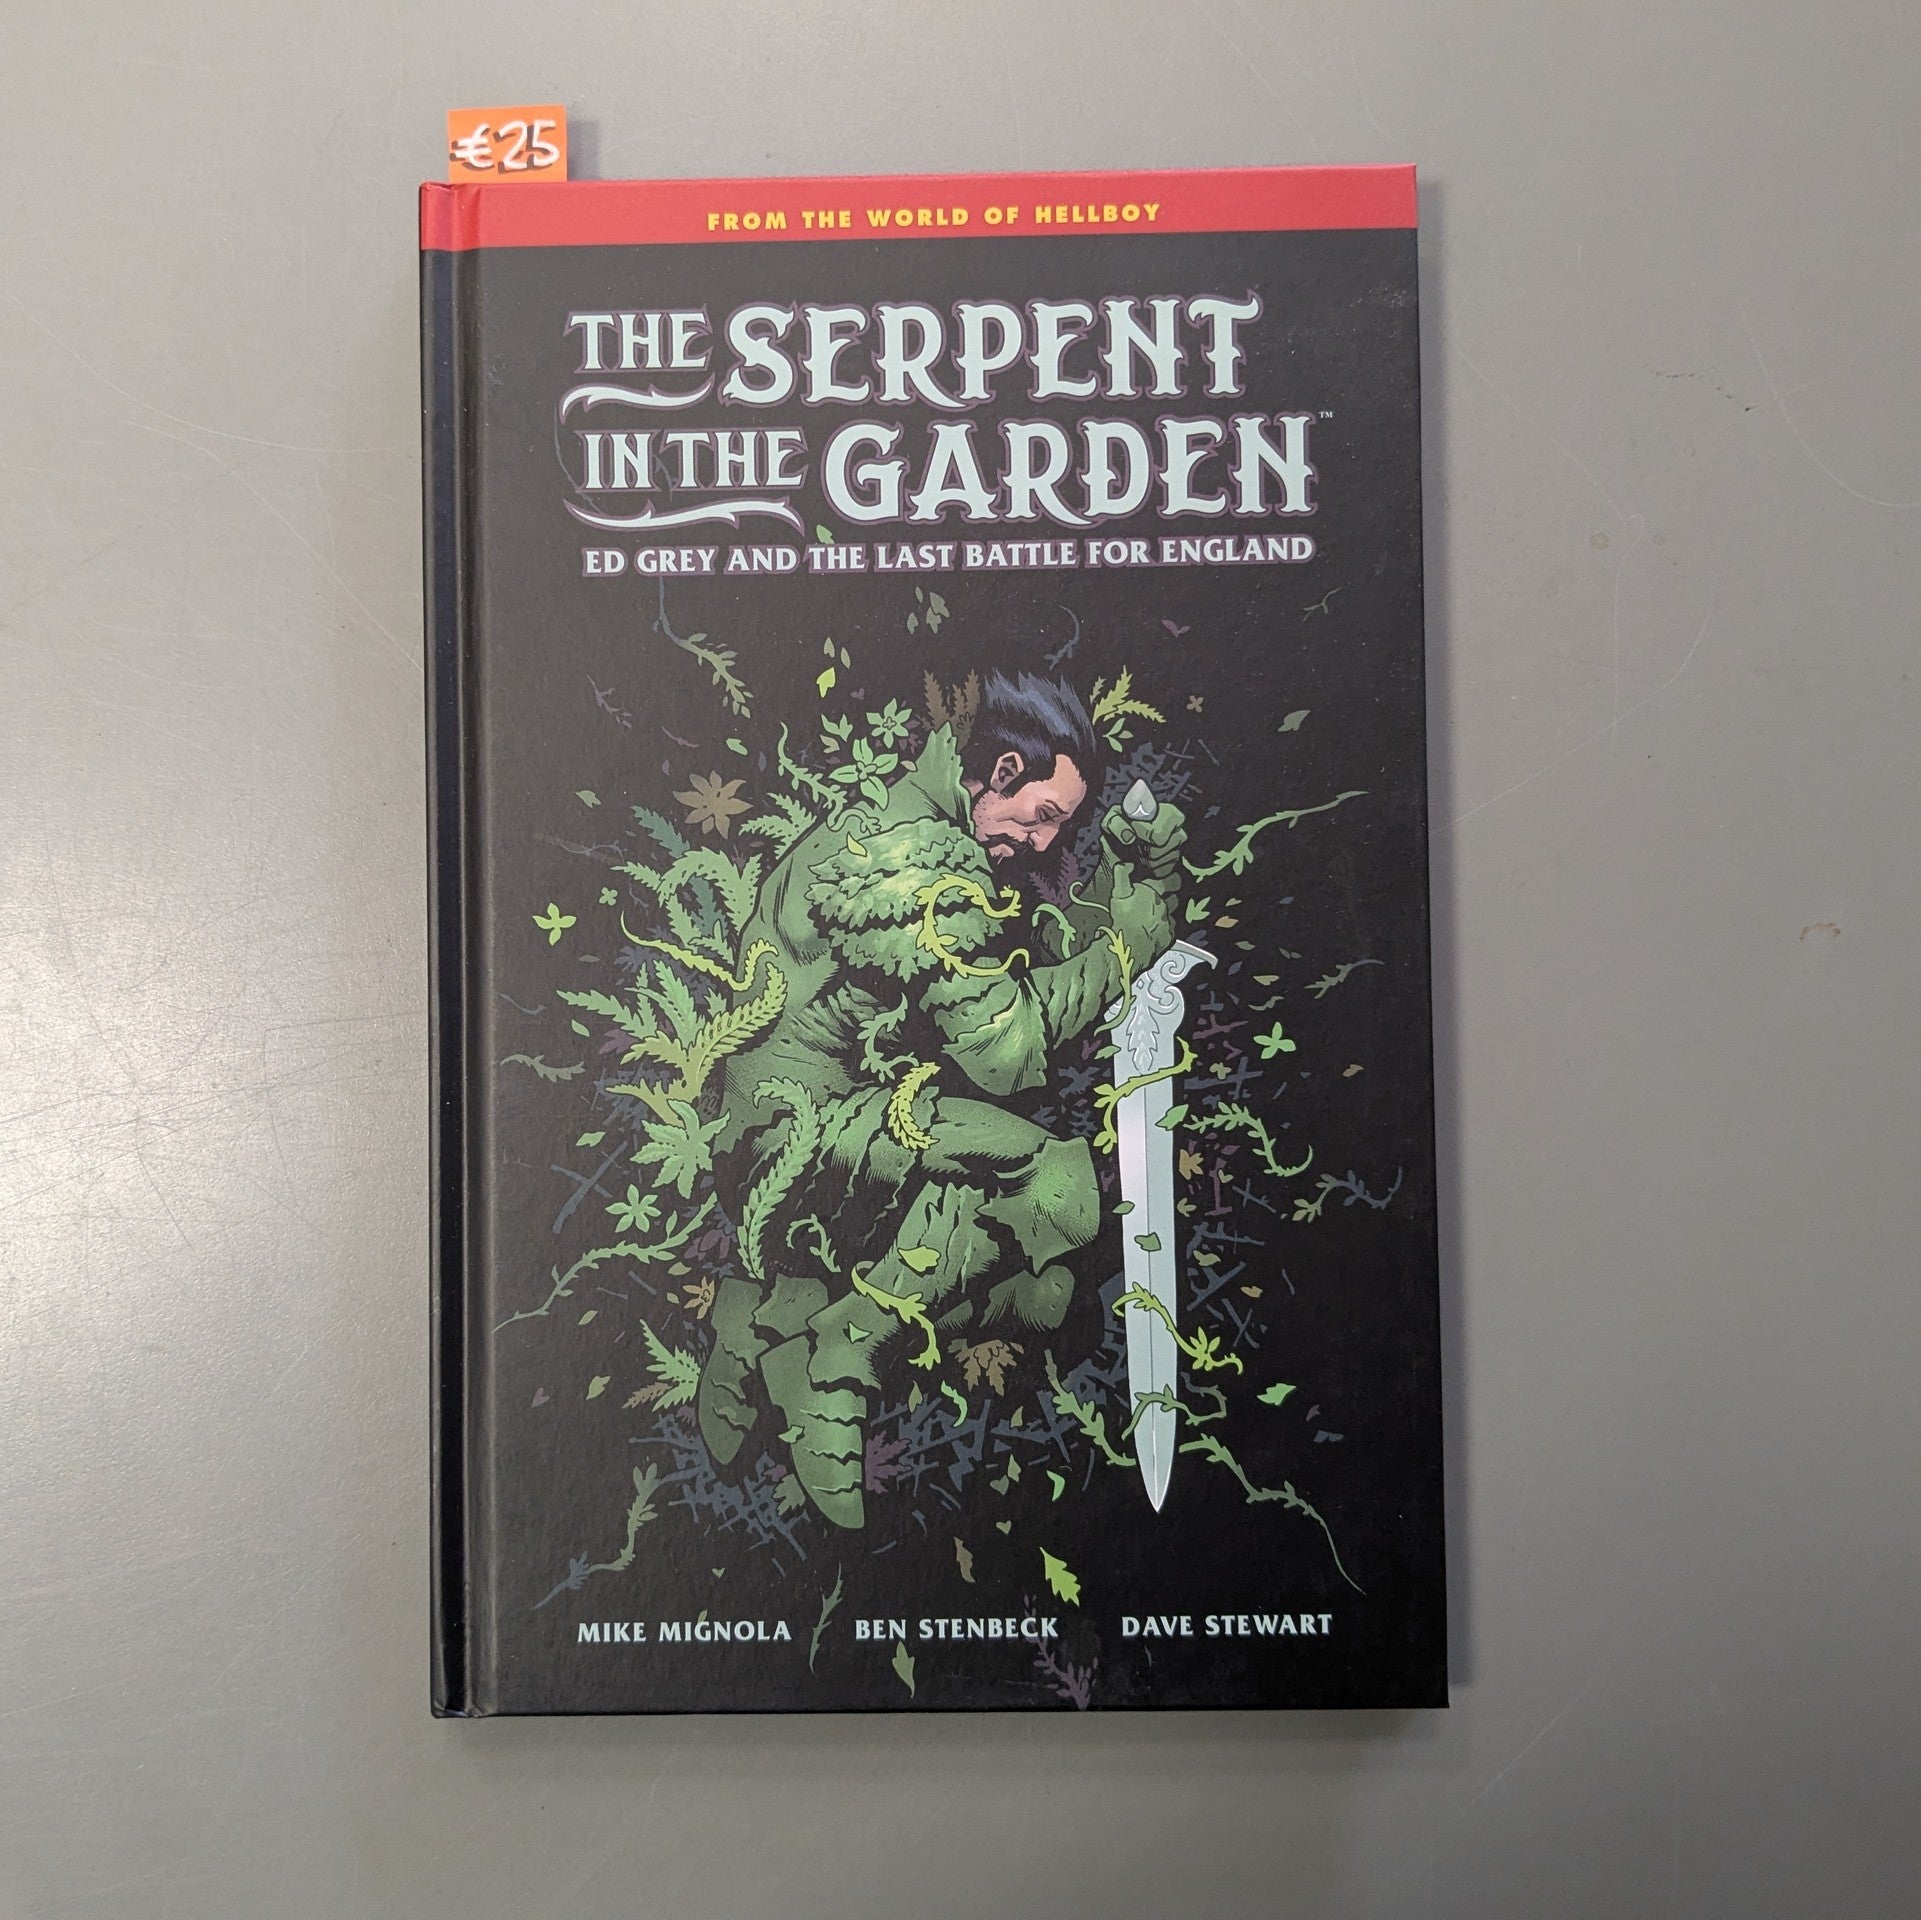 €25
FROM THE WORLD OF HELLBOY
THE SERPENT
IN THE GARDEN™
ED GREY AND THE LAST BATTLE FOR ENGLAND
MIKE MIGNOLA BEN STENBECK DAVE STEWART